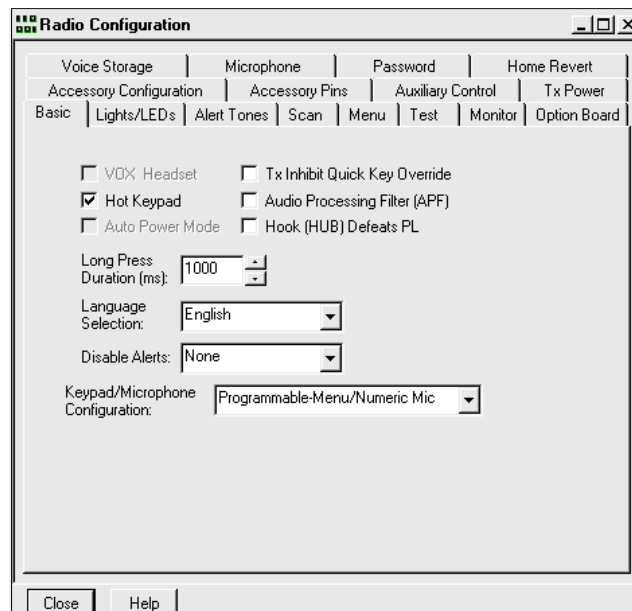 Radio Configuration
Voice Storage Microphone Password Home Revert
Accessory Configuration Accessory Pins Auxiliary Control Tx Power
Basic Lights/LEDs Alert Tones Scan Menu Test Monitor Option Board
VOX Headset Tx Inhibit Quick Key Override
Hot Keypad Audio Processing Filter (APF)
Auto Power Mode Hook (HUB) Defeats PL
Long Press
Duration (ms): 1000
Language
Selection: English
Disable Alerts: None
Keypad/Microphone
Configuration: Programmable-Menu/Numeric Mic
Close Help